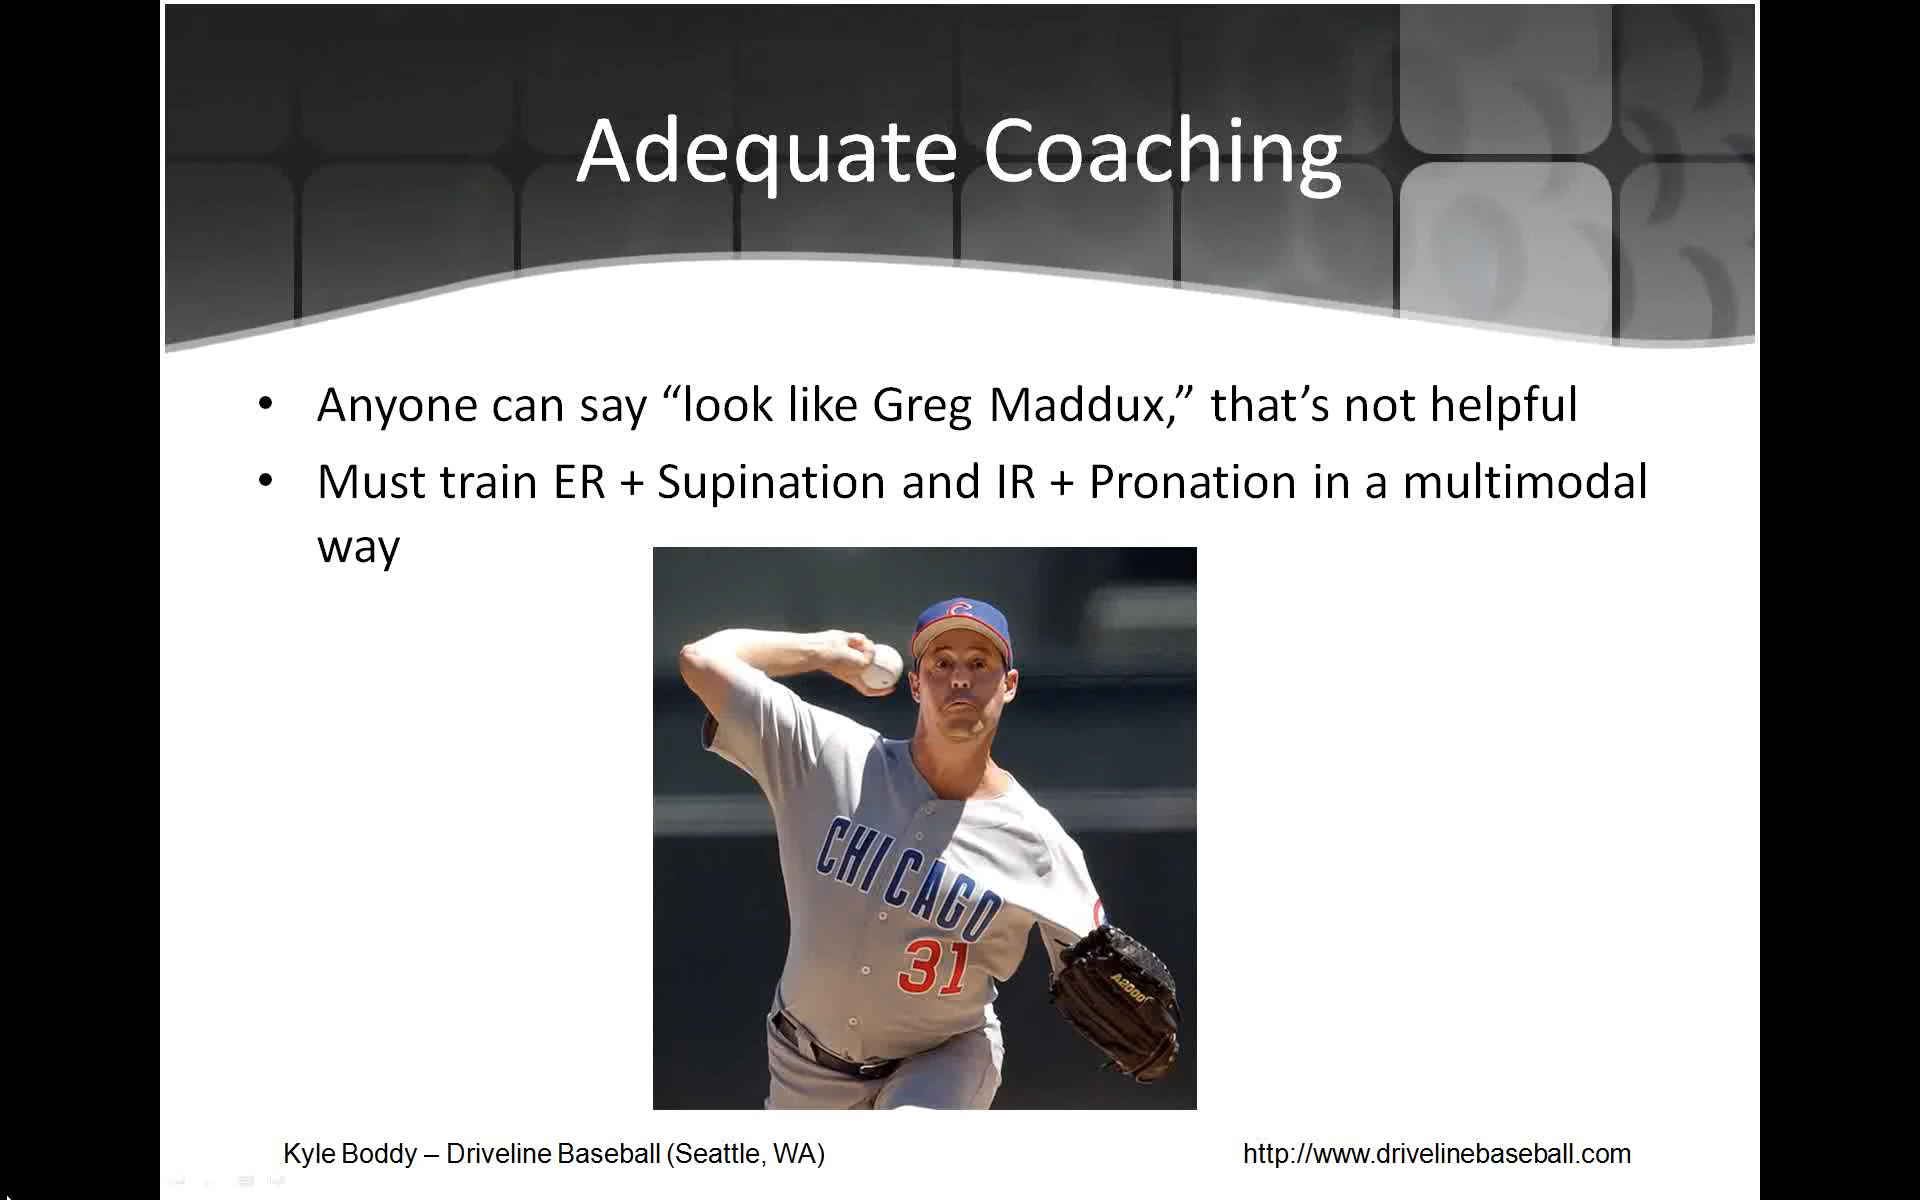 Adequate Coaching
• Anyone can say “look like Greg Maddux,” that’s not helpful
• Must train ER + Supination and IR + Pronation in a multimodal
way
C
CHICAGO
31
A2000
Kyle Boddy – Driveline Baseball (Seattle, WA)
http://www.drivelinebaseball.com